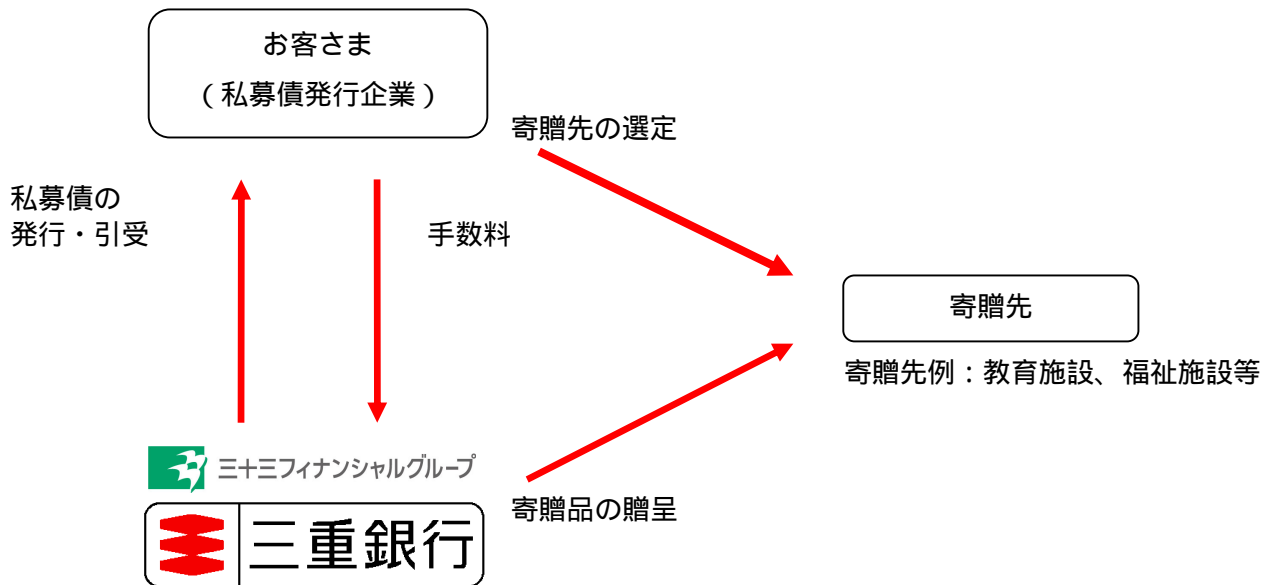 お客さま
(私募債発行企業)
寄贈先の選定
私募債の
発行・引受
手数料
寄贈先
寄贈先例:教育施設、福祉施設等
三十三フィナンシャルグループ
寄贈品の贈呈
三重銀行